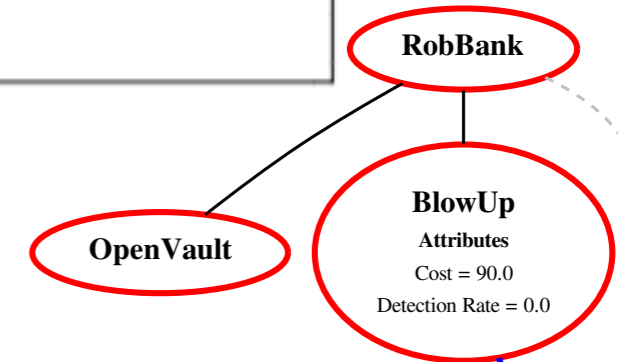 RobBank
OpenVault
BlowUp
Attributes
Cost = 90.0
Detection Rate = 0.0